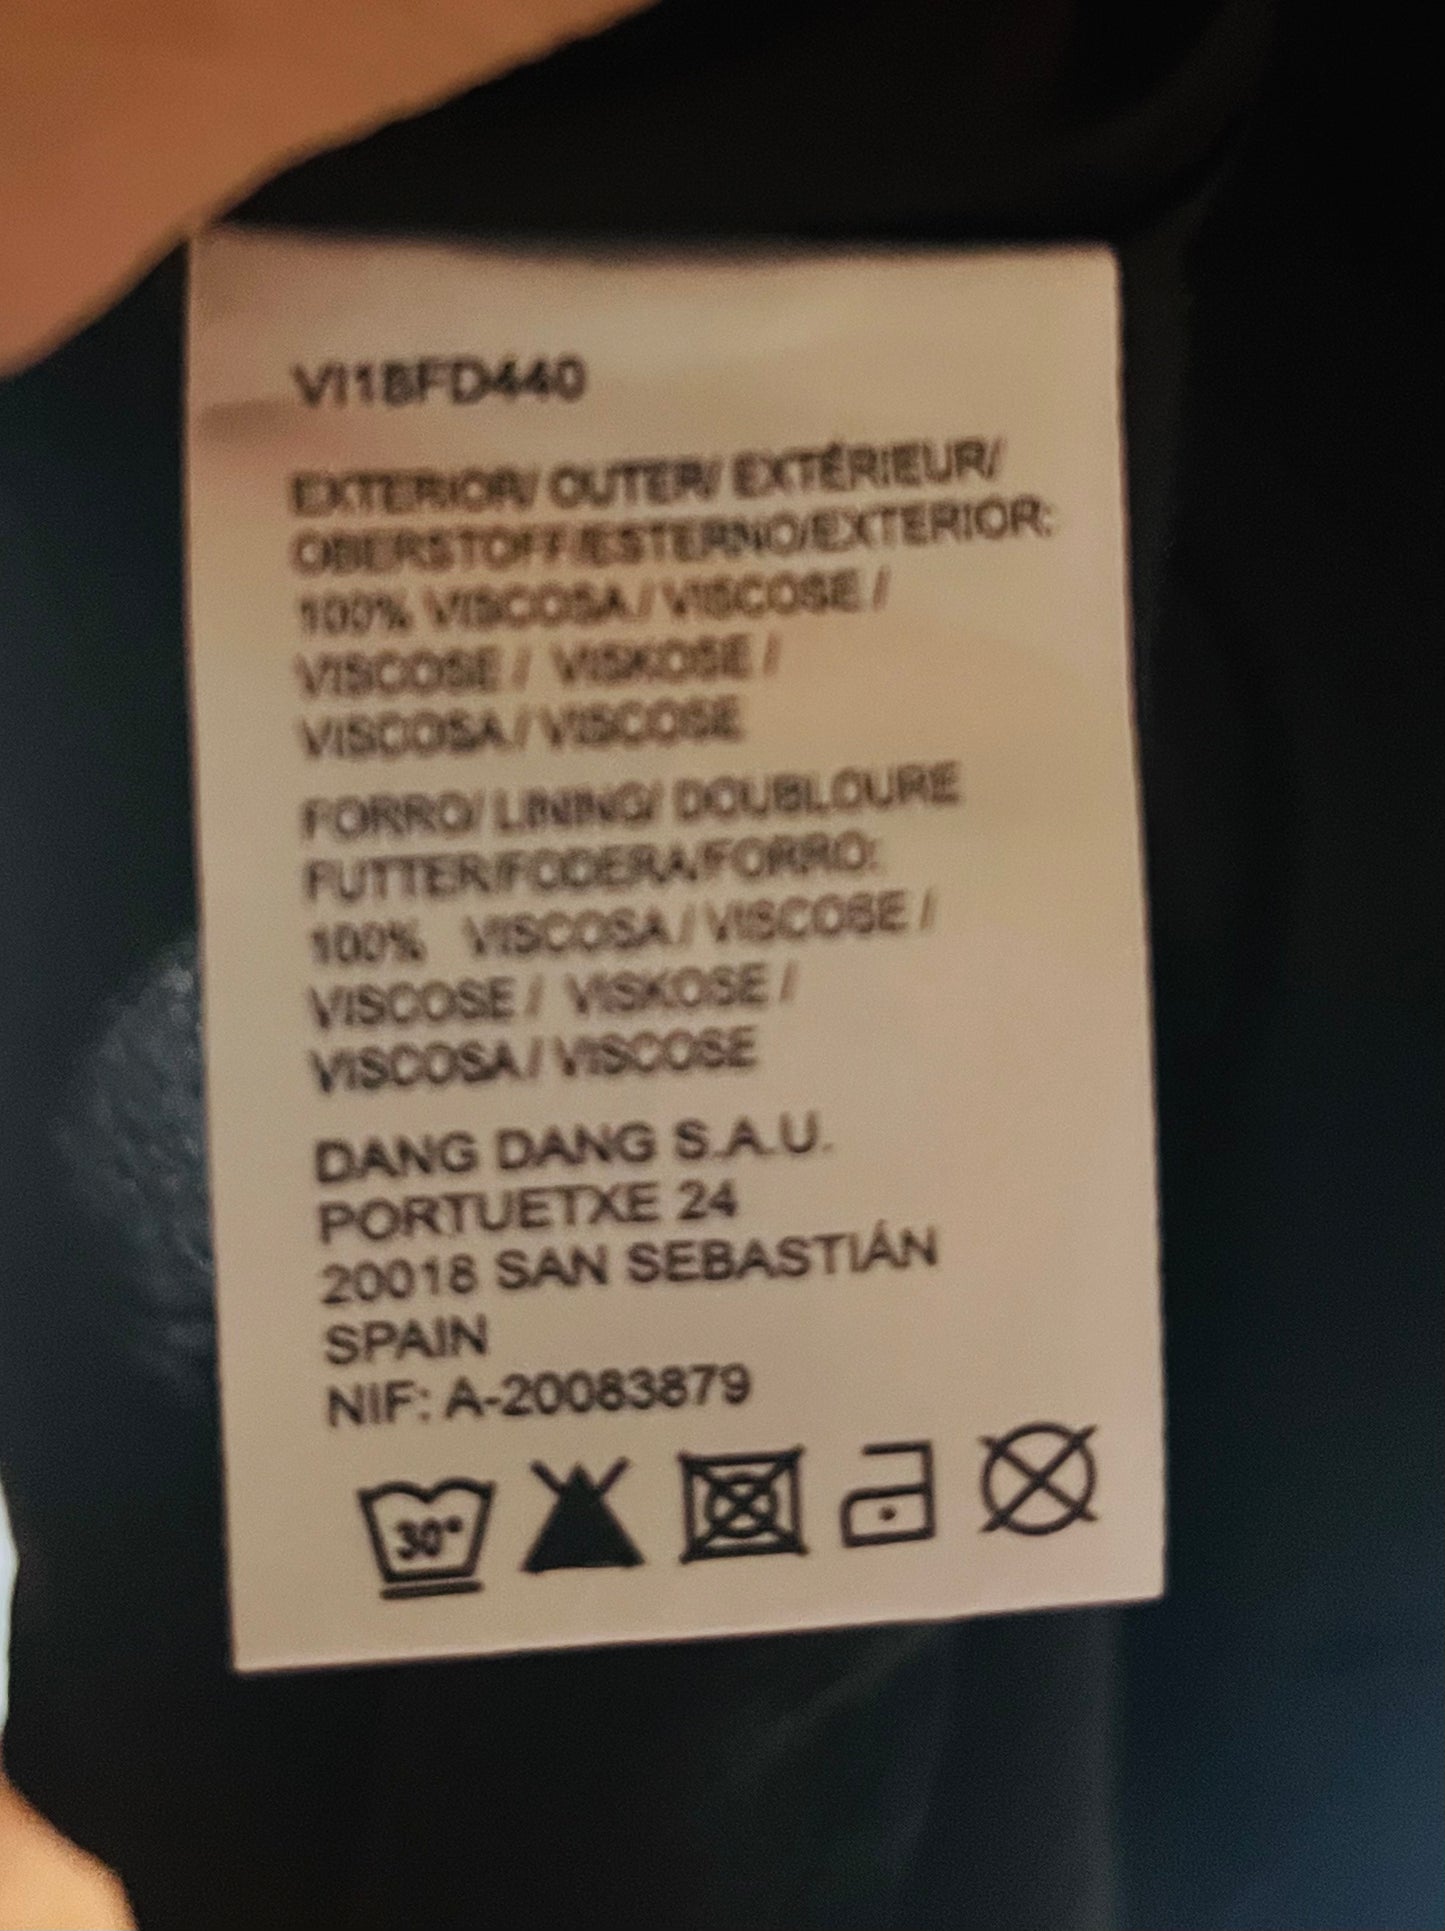 VI18FD440
EXTERIOR/ OUTER/ EXTÉRIEUR/
OBERSTOFF/ESTERNO/EXTERIOR:
100% VISCOSA / VISCOSE /
VISCOSE / VISKOSE /
VISCOSA / VISCOSE
FORRO/ LINING/ DOUBLOURE
FUTTER/FODERA/FORRO:
100% VISCOSA / VISCOSE /
VISCOSE / VISKOSE /
VISCOSA / VISCOSE
DANG DANG S.A.U.
PORTUETXE 24
20018 SAN SEBASTIÁN
SPAIN
NIF: A-20083879
30°